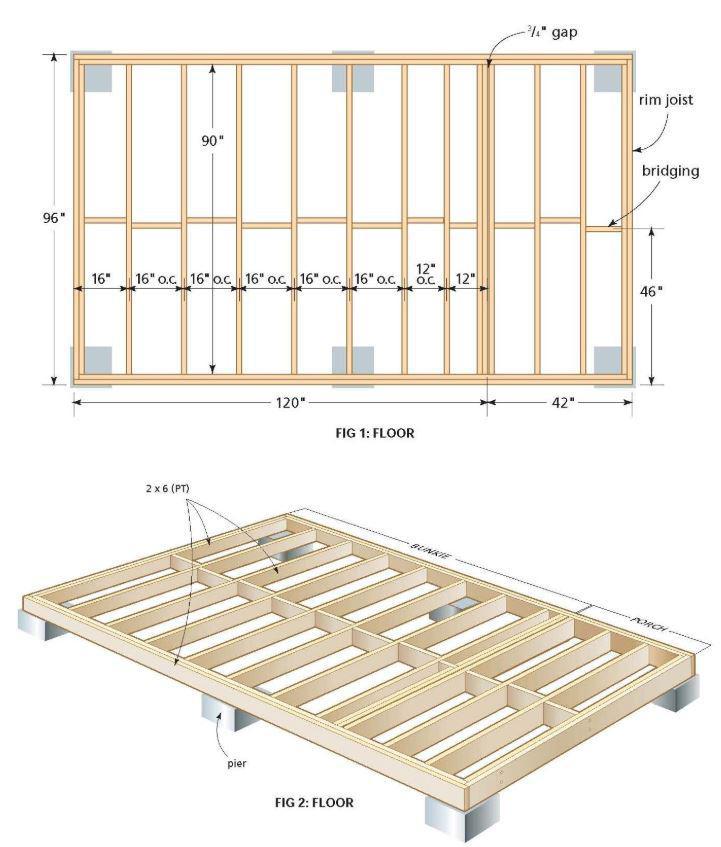 3/4" gap
rim joist
90"
bridging
96"
16" 16" o.c. 16" o.c. 16" o.c. 16" o.c. 16" o.c. 12" o.c. 12"
46"
120" 42"
FIG 1: FLOOR
2 x 6 (PT)
BUNKIE
PORCH
pier
FIG 2: FLOOR